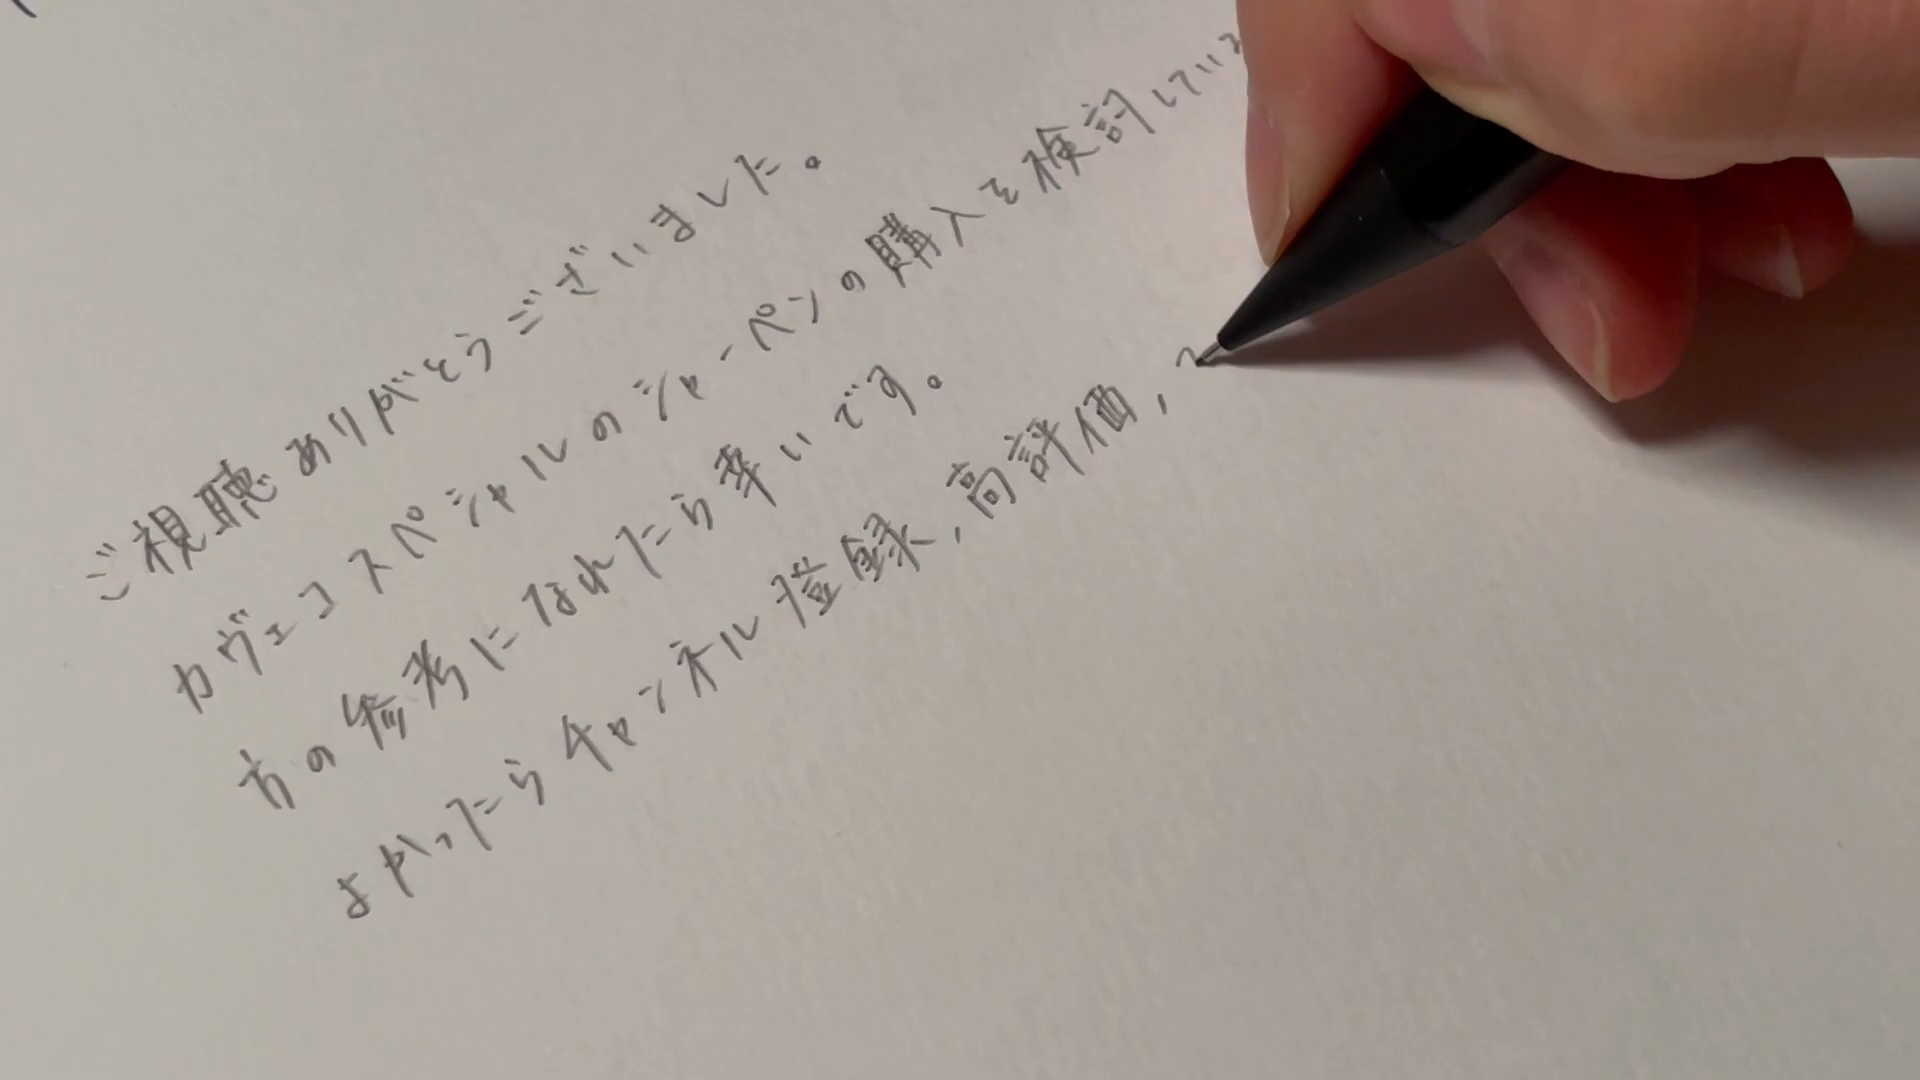 ご視聴ありがとうございました。
カヴェコスペシャルのシャーペンの購入を検討している
方の参考になれたら幸いです。
よかったらチャンネル登録,高評価,